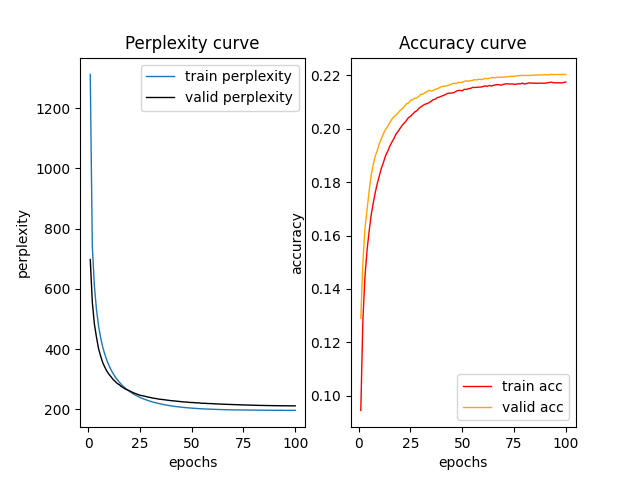 Perplexity curve
train perplexity
valid perplexity
perplexity
1200
1000
800
600
400
200
0
25
50
75
100
epochs
Accuracy curve
accuracy
0.22
0.20
0.18
0.16
0.14
0.12
0.10
train acc
valid acc
0
25
50
75
100
epochs